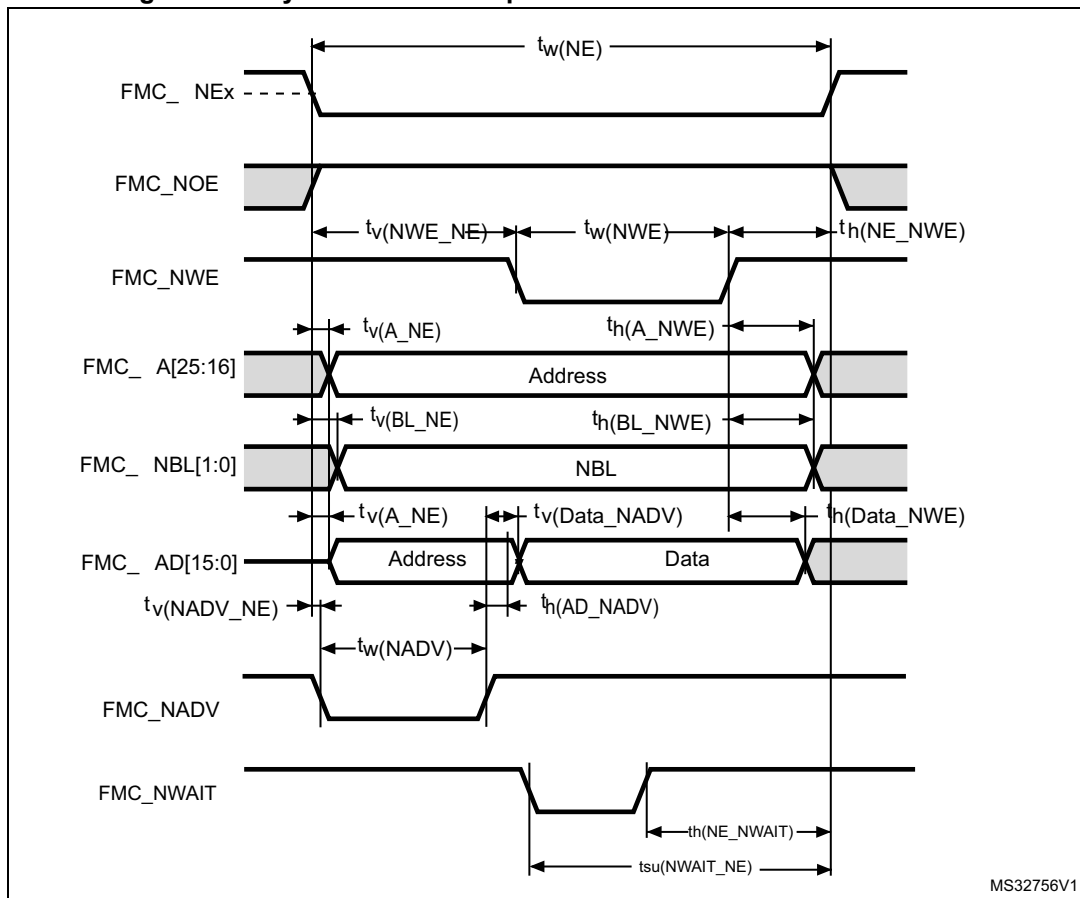 tw(NE)
FMC_ NEx
FMC_NOE
tv(NWE_NE) tw(NWE) th(NE_NWE)
FMC_NWE
tv(A_NE) th(A_NWE)
FMC_ A[25:16] Address
tv(BL_NE) th(BL_NWE)
FMC_ NBL[1:0] NBL
tv(A_NE) tv(Data_NADV) th(Data_NWE)
FMC_ AD[15:0] Address Data
tv(NADV_NE) th(AD_NADV)
tw(NADV)
FMC_NADV
FMC_NWAIT
th(NE_NWAIT)
tsu(NWAIT_NE)
MS32756V1